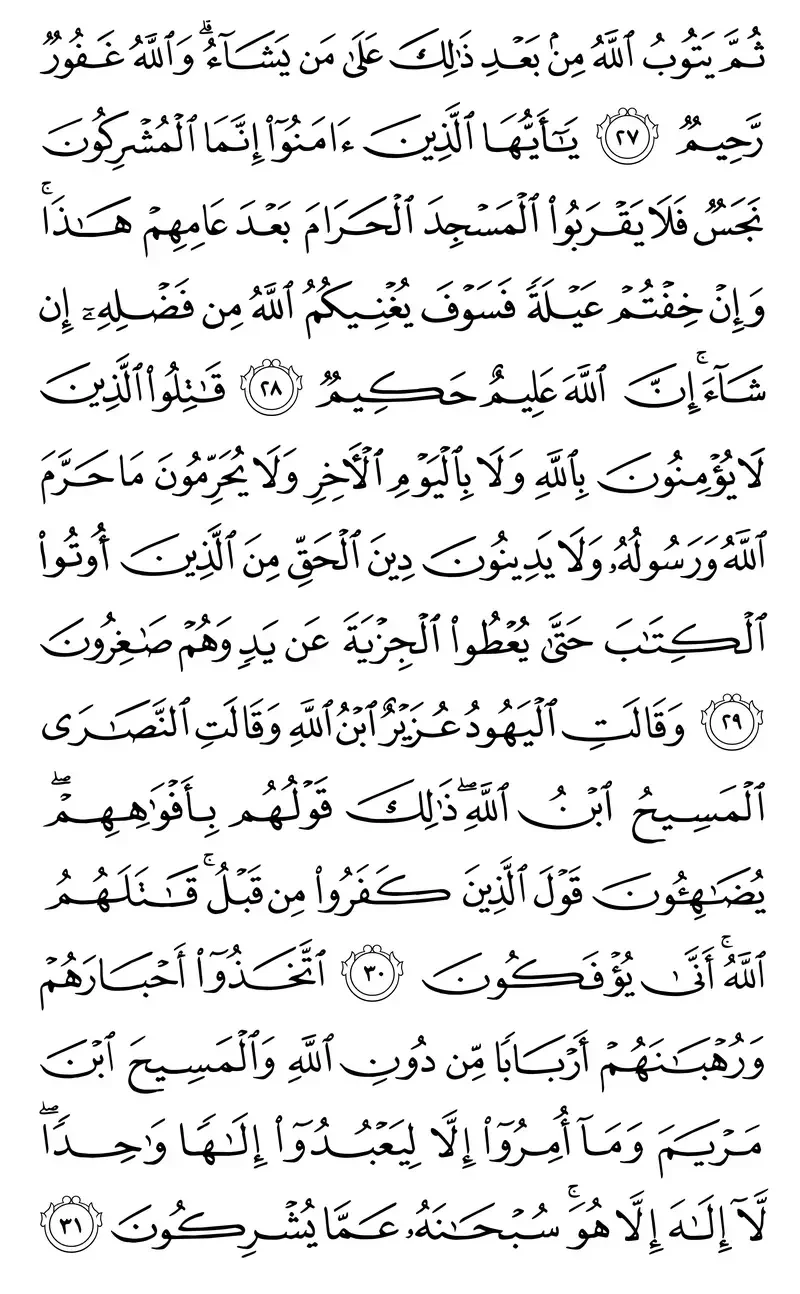 ثُمَّ يَتُوبُ ٱللَّهُ مِنۢ بَعۡدِ ذَٰلِكَ عَلَىٰ مَن يَشَآءُۗ وَٱللَّهُ غَفُورٞ
رَّحِيمٞ ٢٧ يَٰٓأَيُّهَا ٱلَّذِينَ ءَامَنُوٓاْ إِنَّمَا ٱلۡمُشۡرِكُونَ
نَجَسٞ فَلَا يَقۡرَبُواْ ٱلۡمَسۡجِدَ ٱلۡحَرَامَ بَعۡدَ عَامِهِمۡ هَٰذَاۚ
وَإِنۡ خِفۡتُمۡ عَيۡلَةٗ فَسَوۡفَ يُغۡنِيكُمُ ٱللَّهُ مِن فَضۡلِهِۦٓ إِن
شَآءَۚ إِنَّ ٱللَّهَ عَلِيمٌ حَكِيمٞ ٢٨ قَٰتِلُواْ ٱلَّذِينَ
لَا يُؤۡمِنُونَ بِٱللَّهِ وَلَا بِٱلۡيَوۡمِ ٱلۡأٓخِرِ وَلَا يُحَرِّمُونَ مَا حَرَّمَ
ٱللَّهُ وَرَسُولُهُۥ وَلَا يَدِينُونَ دِينَ ٱلۡحَقِّ مِنَ ٱلَّذِينَ أُوتُواْ
ٱلۡكِتَٰبَ حَتَّىٰ يُعۡطُواْ ٱلۡجِزۡيَةَ عَن يَدٖ وَهُمۡ صَٰغِرُونَ
٢٩ وَقَالَتِ ٱلۡيَهُودُ عُزَيۡرٌ ٱبۡنُ ٱللَّهِ وَقَالَتِ ٱلنَّصَٰرَى
ٱلۡمَسِيحُ ٱبۡنُ ٱللَّهِۖ ذَٰلِكَ قَوۡلُهُم بِأَفۡوَٰهِهِمۡۖ
يُضَٰهِـُٔونَ قَوۡلَ ٱلَّذِينَ كَفَرُواْ مِن قَبۡلُۚ قَٰتَلَهُمُ
ٱللَّهُۖ أَنَّىٰ يُؤۡفَكُونَ ٣٠ ٱتَّخَذُوٓاْ أَحۡبَارَهُمۡ
وَرُهۡبَٰنَهُمۡ أَرۡبَابٗا مِّن دُونِ ٱللَّهِ وَٱلۡمَسِيحَ ٱبۡنَ
مَرۡيَمَ وَمَآ أُمِرُوٓاْ إِلَّا لِيَعۡبُدُوٓاْ إِلَٰهٗا وَٰحِدٗاۖ
لَّآ إِلَٰهَ إِلَّا هُوَۚ سُبۡحَٰنَهُۥ عَمَّا يُشۡرِكُونَ ٣١